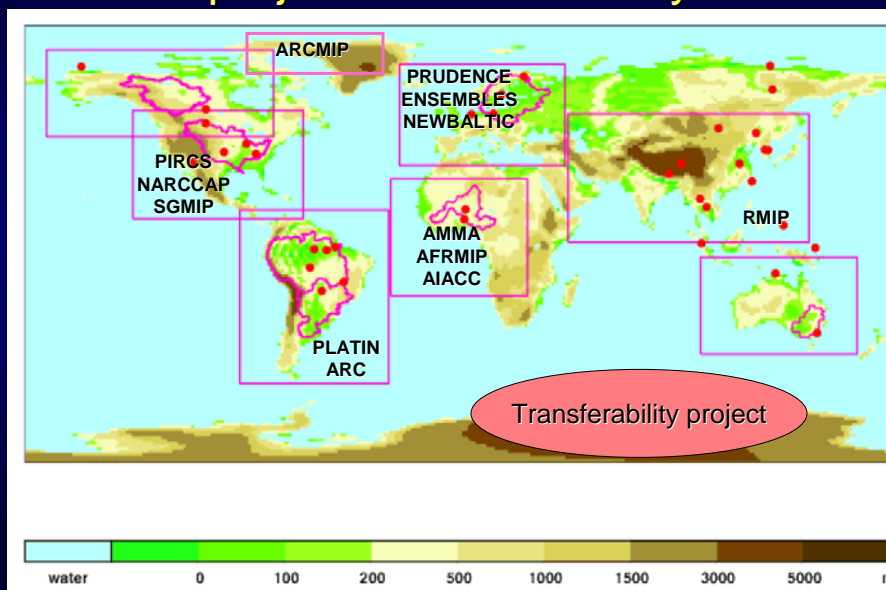 ARCMIP
PRUDENCE
ENSEMBLES
NEWBALTIC
PIRCS
NARCCAP
SGMIP
RMIP
AMMA
AFRMIP
AIACC
PLATIN
ARC
Transferability project
water 0 100 200 500 1000 1500 3000 5000